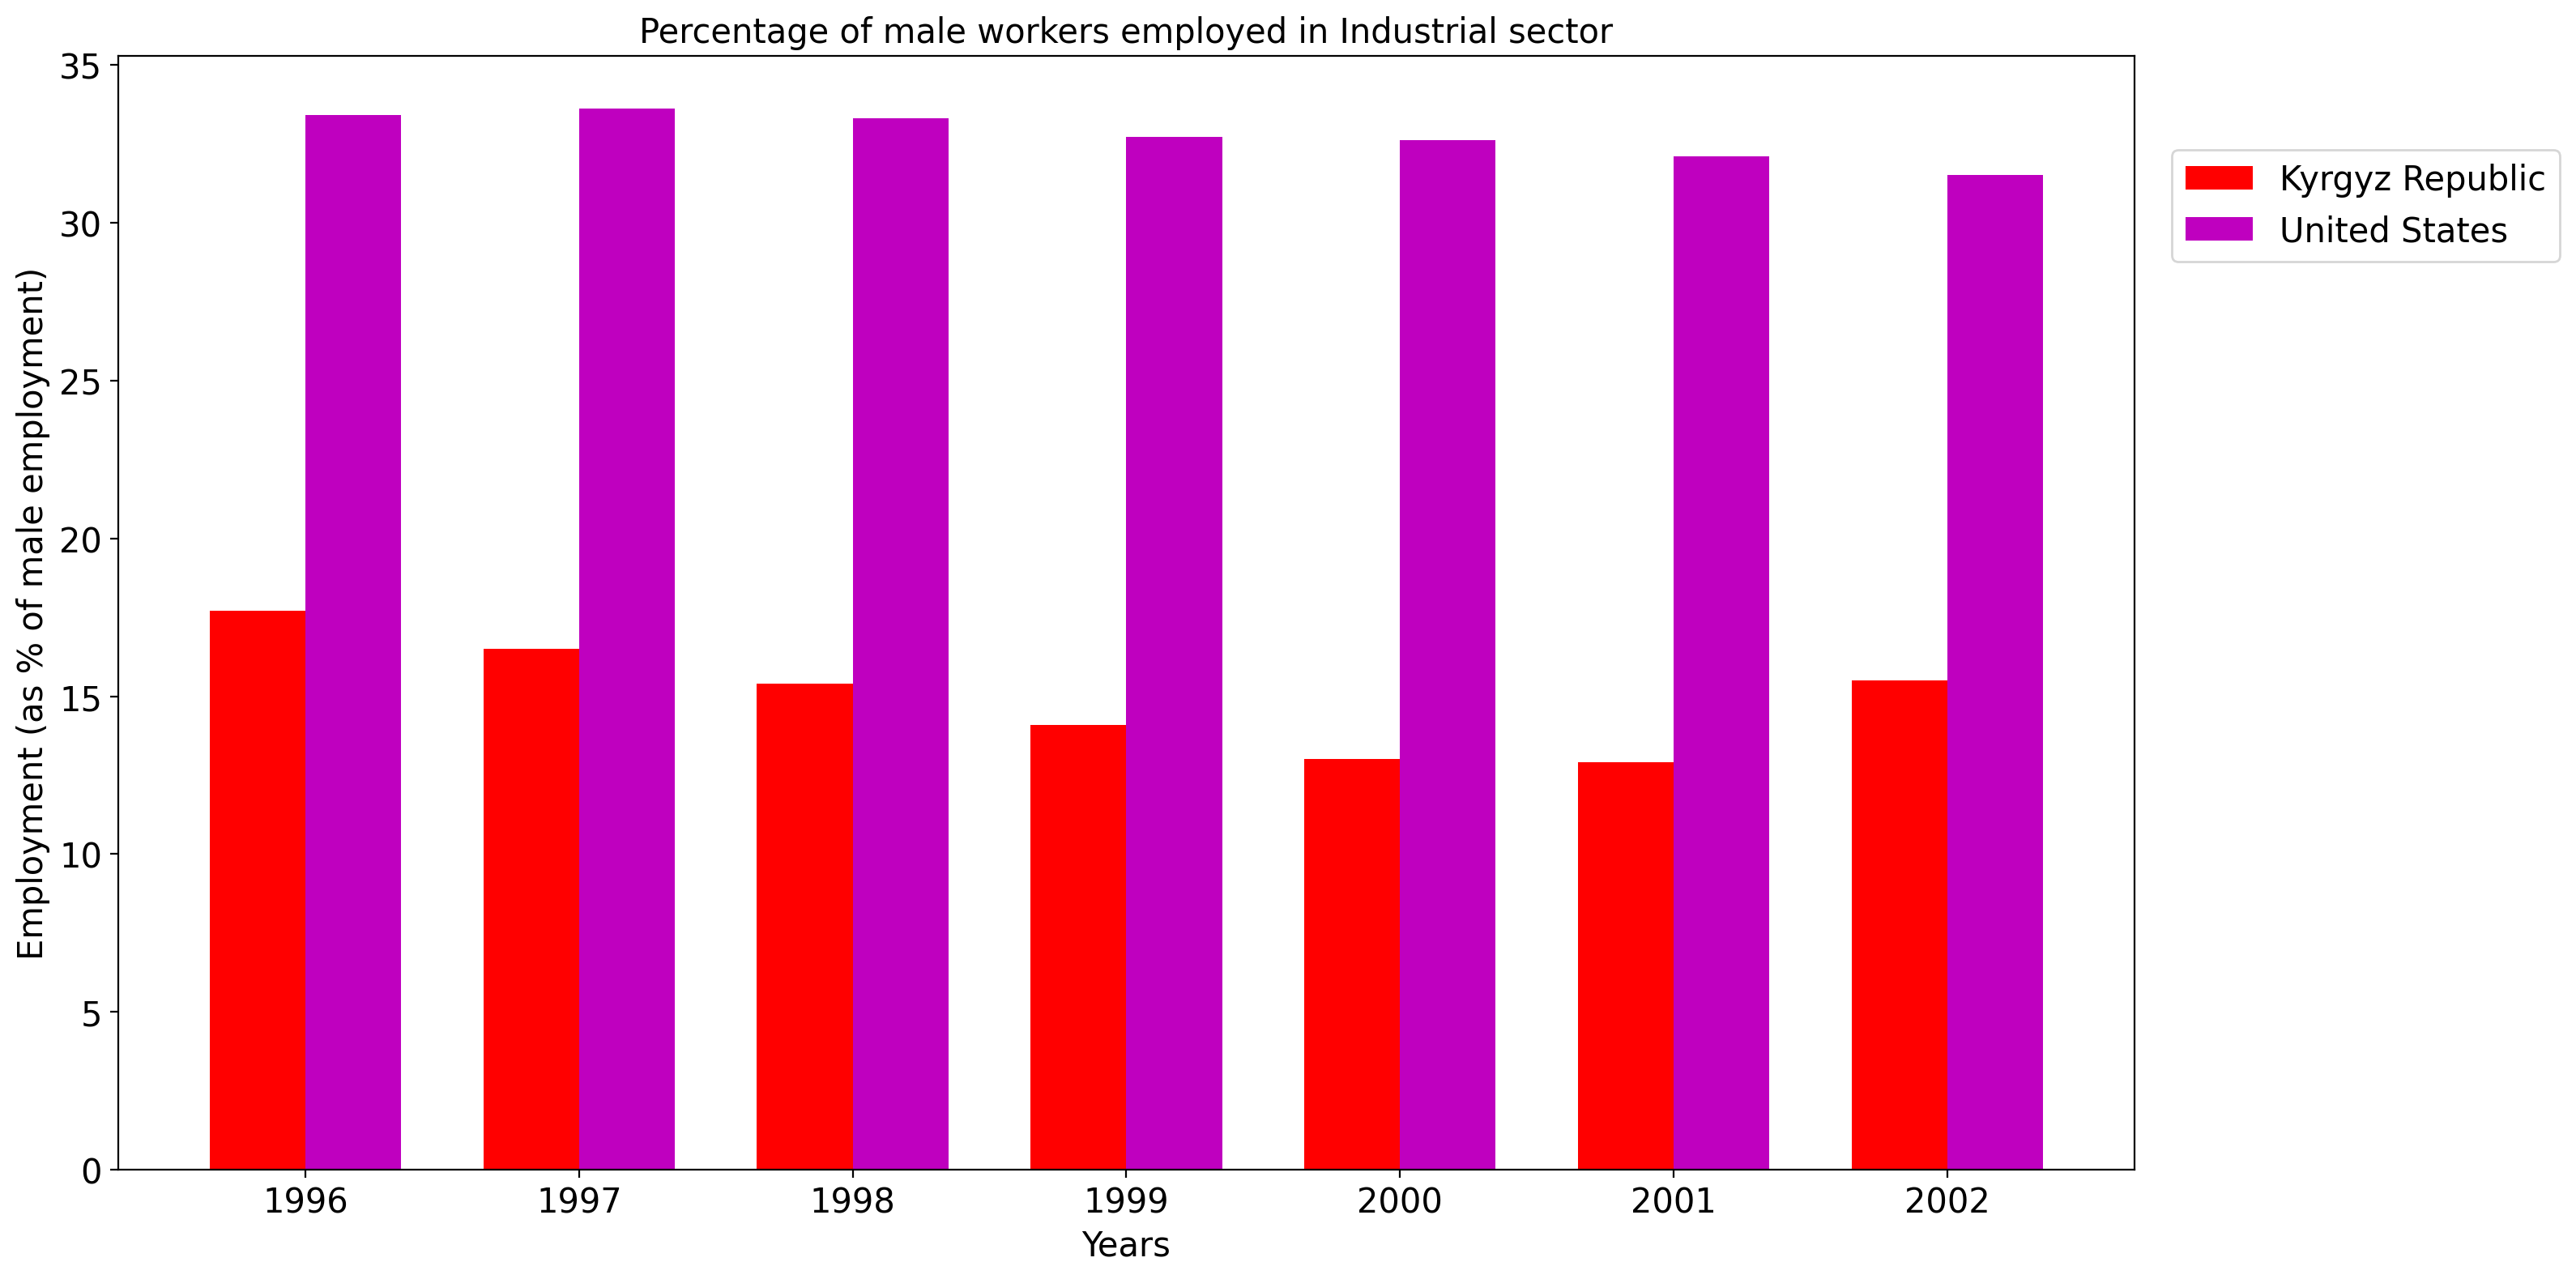 Percentage of male workers employed in Industrial sector
35
30
25
20
15
10
5
0
Employment (as % of male employment)
1996 1997 1998 1999 2000 2001 2002
Years
Kyrgyz Republic
United States